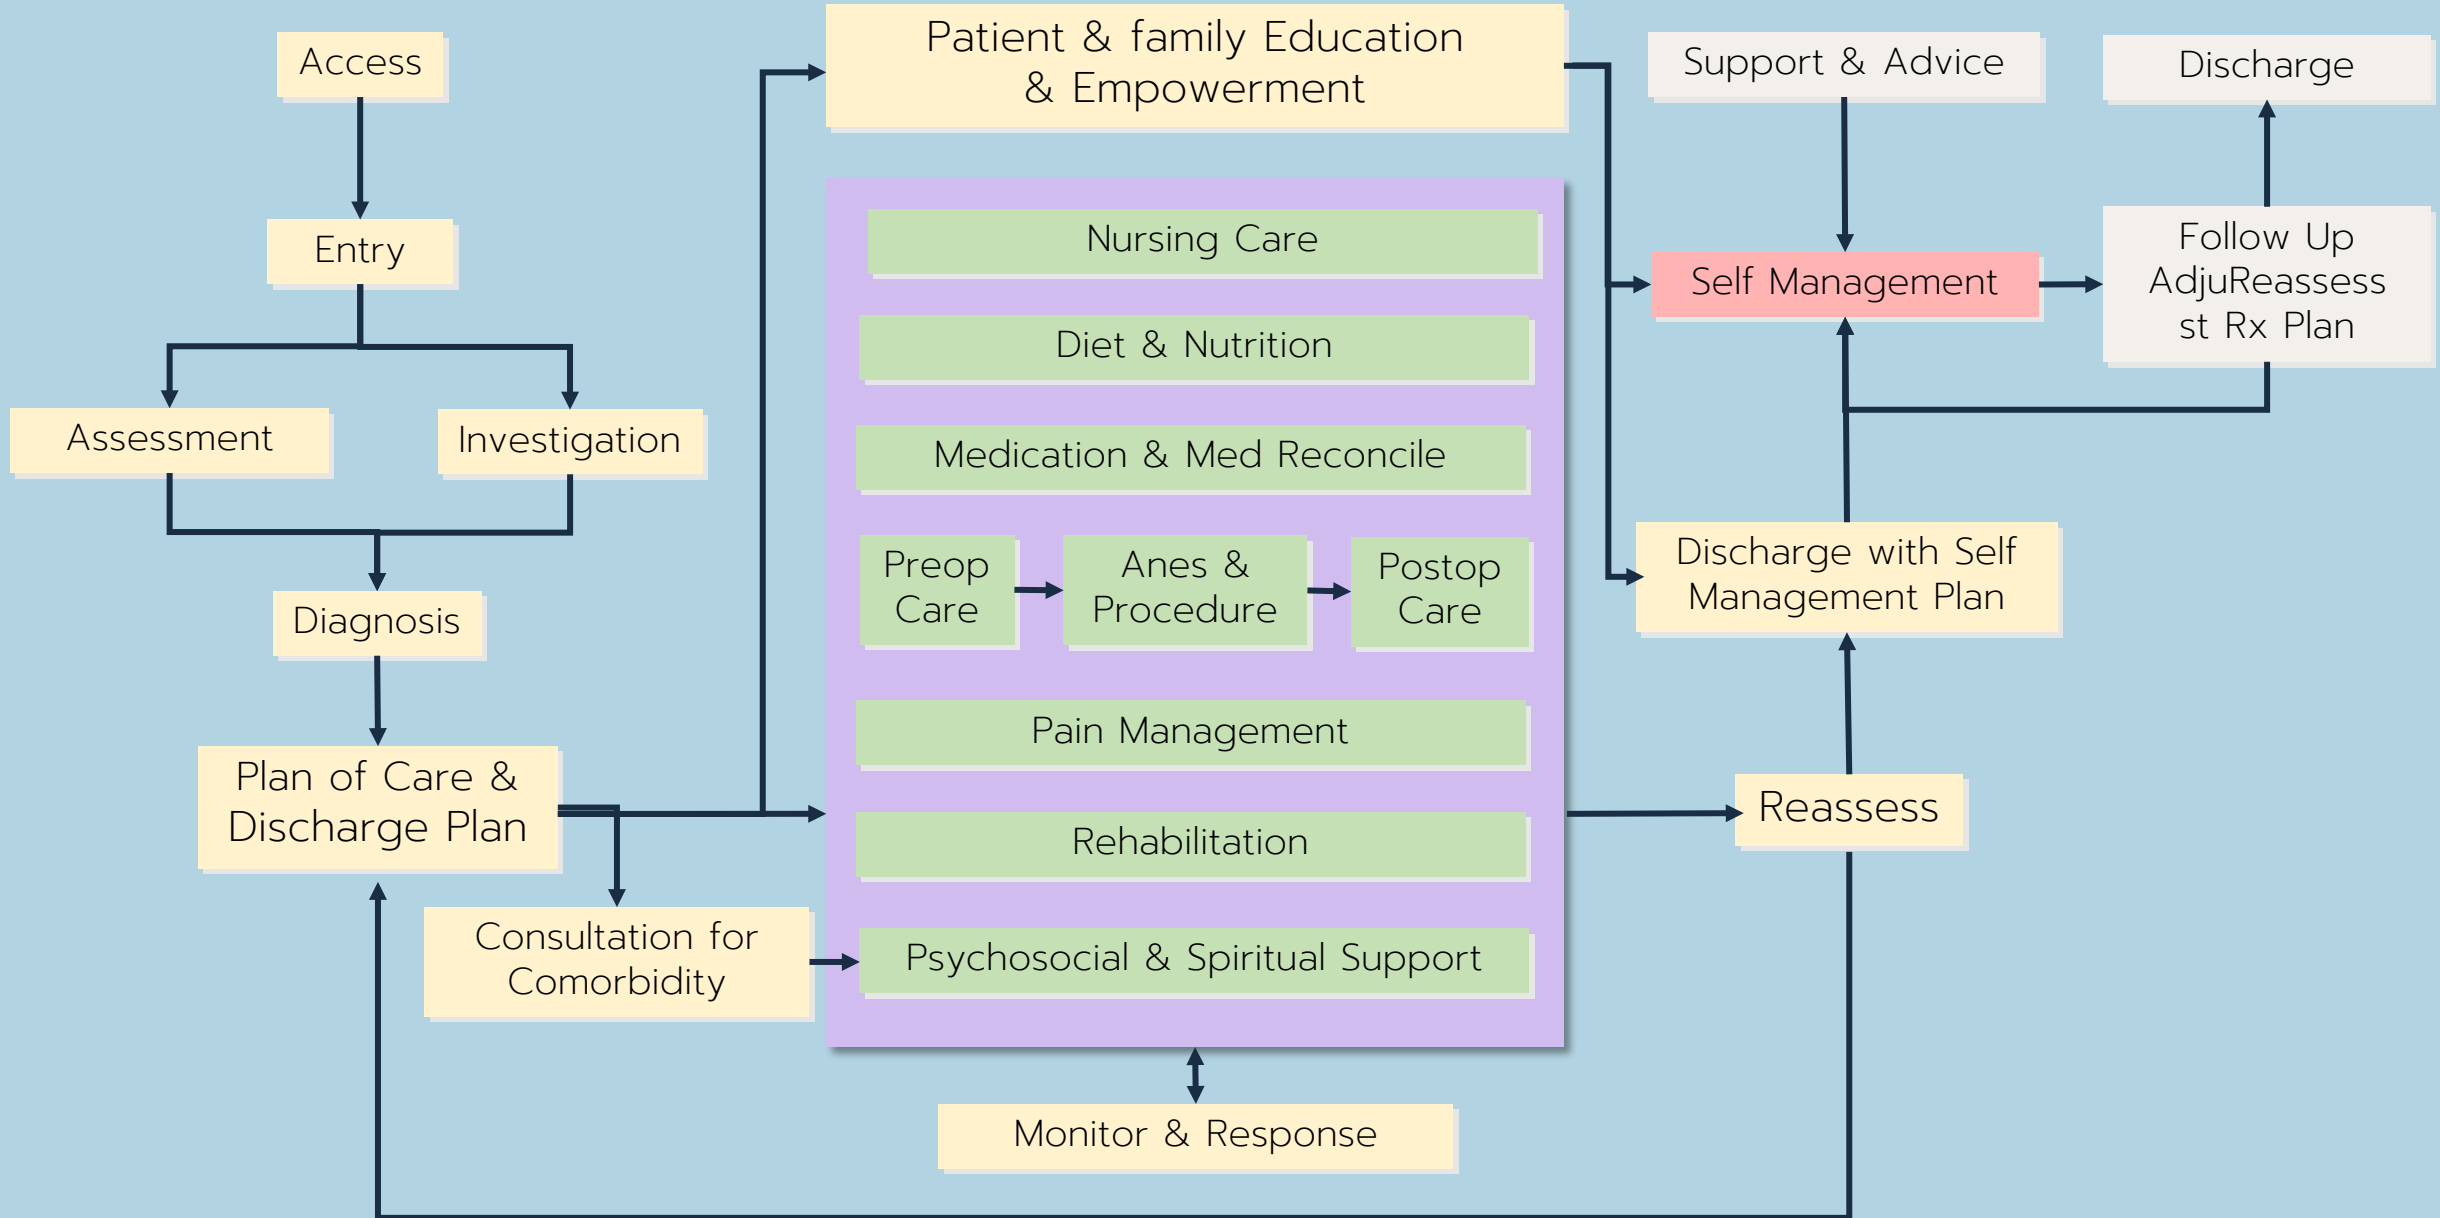 Access
Entry
Assessment
Investigation
Diagnosis
Plan of Care &
Discharge Plan
Consultation for
Comorbidity
Patient & family Education
& Empowerment
Nursing Care
Diet & Nutrition
Medication & Med Reconcile
Preop
Care
Anes &
Procedure
Postop
Care
Pain Management
Rehabilitation
Psychosocial & Spiritual Support
Monitor & Response
Support & Advice
Discharge
Self Management
Follow Up
AdjuReassess
st Rx Plan
Discharge with Self
Management Plan
Reassess